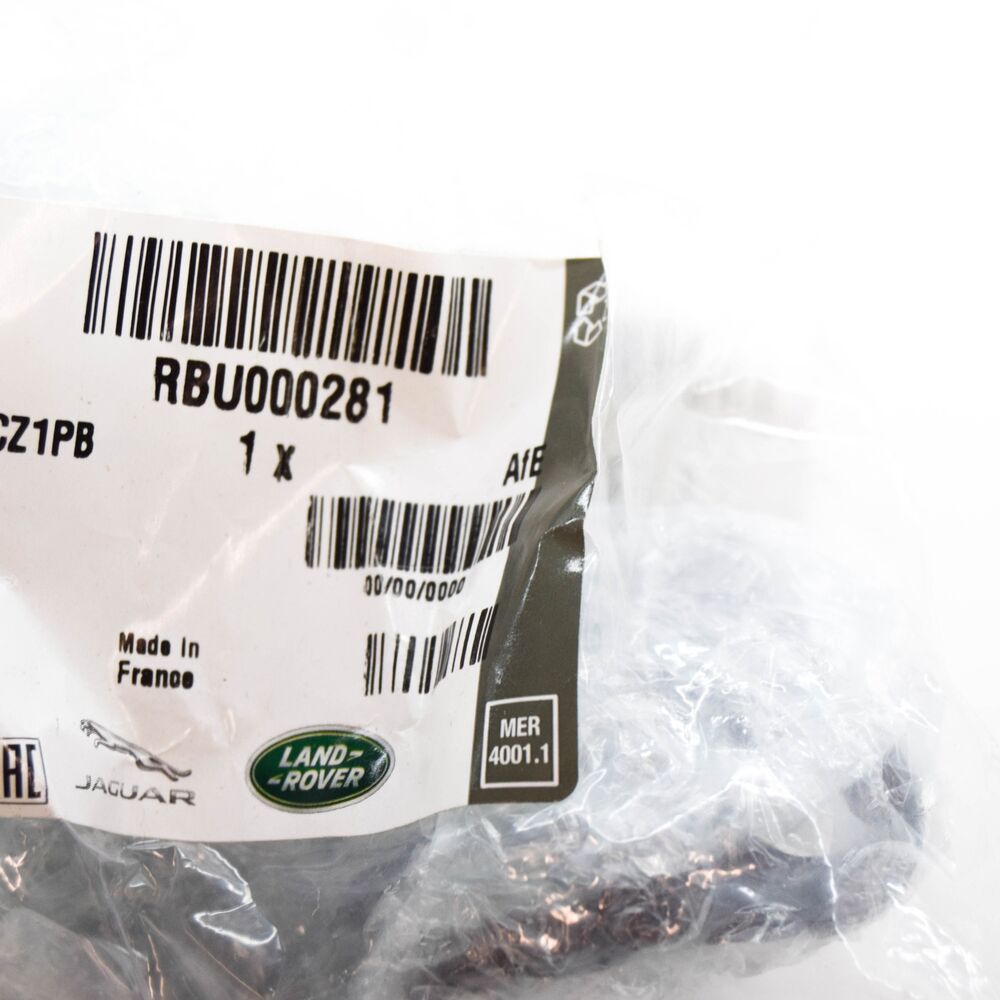 RBU000281
CZ1PB
1 x
AfE
00/00/0000
Made in
France
JAGUAR
LAND-
-ROVER
MER
4001.1